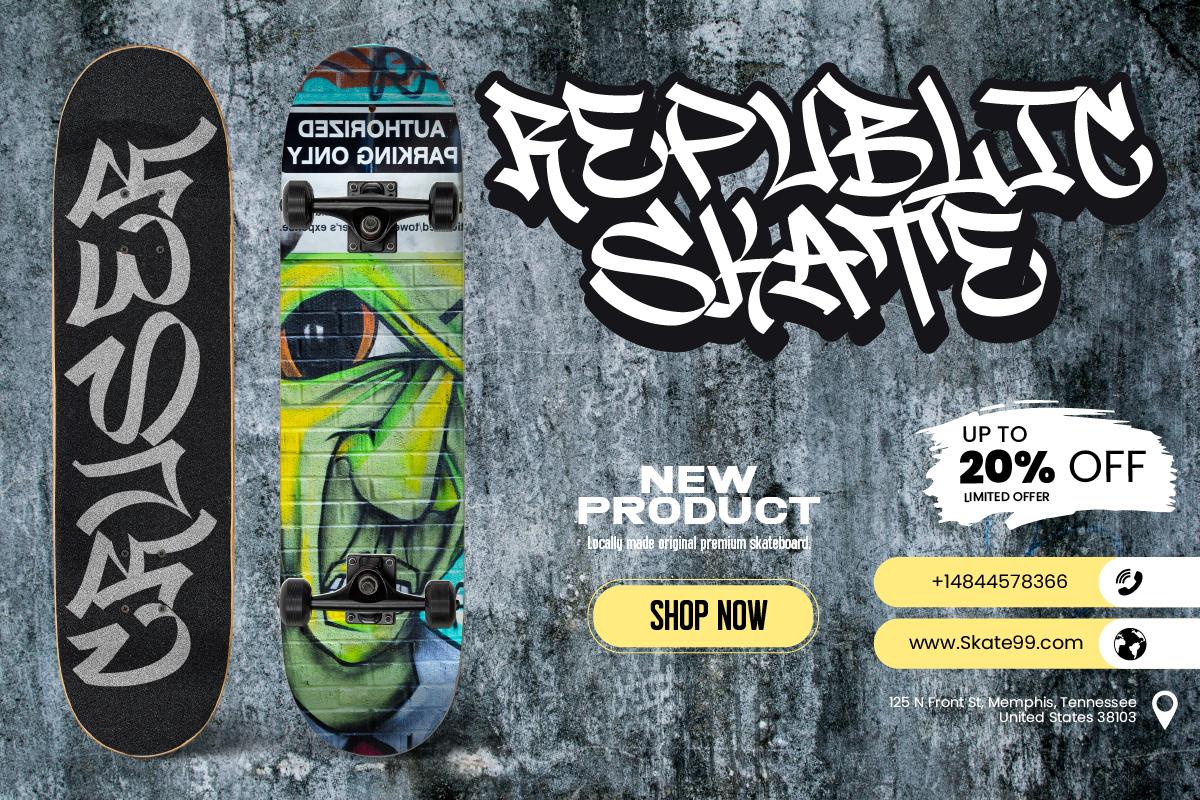 CRUSER
AUTHORIZED
PARKING ONLY
REPUBLIC
SKATE
NEW
PRODUCT
Locally made original premium skateboard.
SHOP NOW
UP TO
20% OFF
LIMITED OFFER
+14844578366
www.Skate99.com
125 N Front St, Memphis, Tennessee
United States 38103